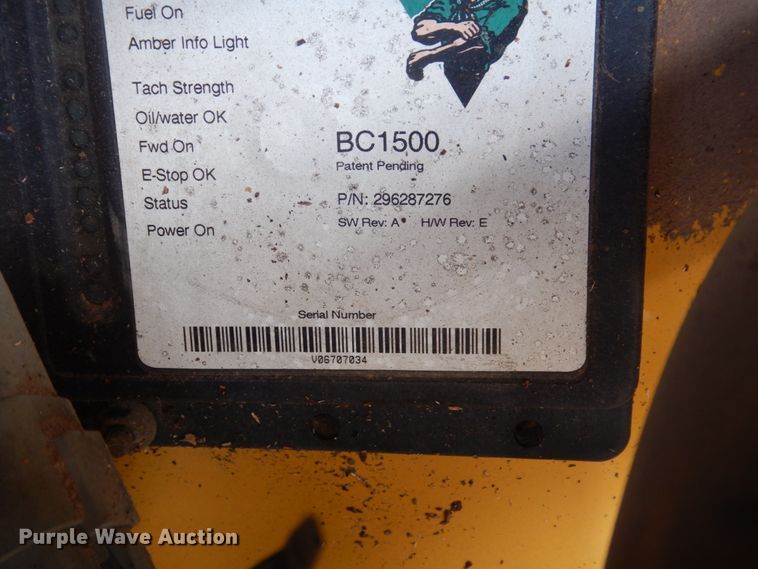 Fuel On
Amber Info Light
Tach Strength
Oil/water OK
Fwd On
E-Stop OK
Status
Power On
BC1500
Patent Pending
P/N: 296287276
SW Rev: A H/W Rev: E
Serial Number
V06707034
Purple Wave Auction